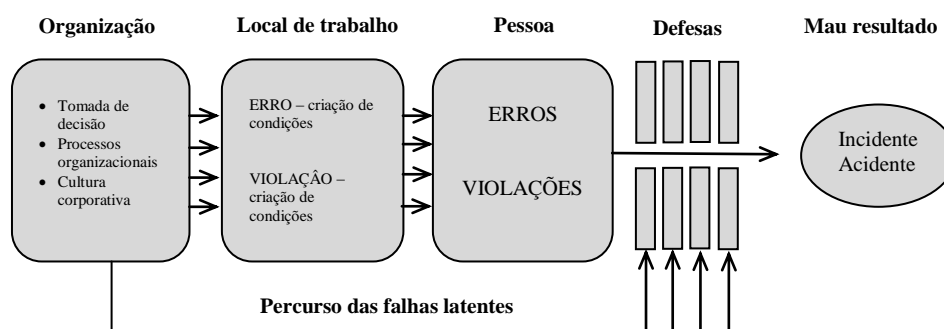 Organização
Local de trabalho
Pessoa
Defesas
Mau resultado
• Tomada de
decisão
• Processos
organizacionais
• Cultura
corporativa
ERRO – criação de
condições
VIOLAÇÂO –
criação de
condições
ERROS
VIOLAÇÕES
Incidente
Acidente
Percurso das falhas latentes